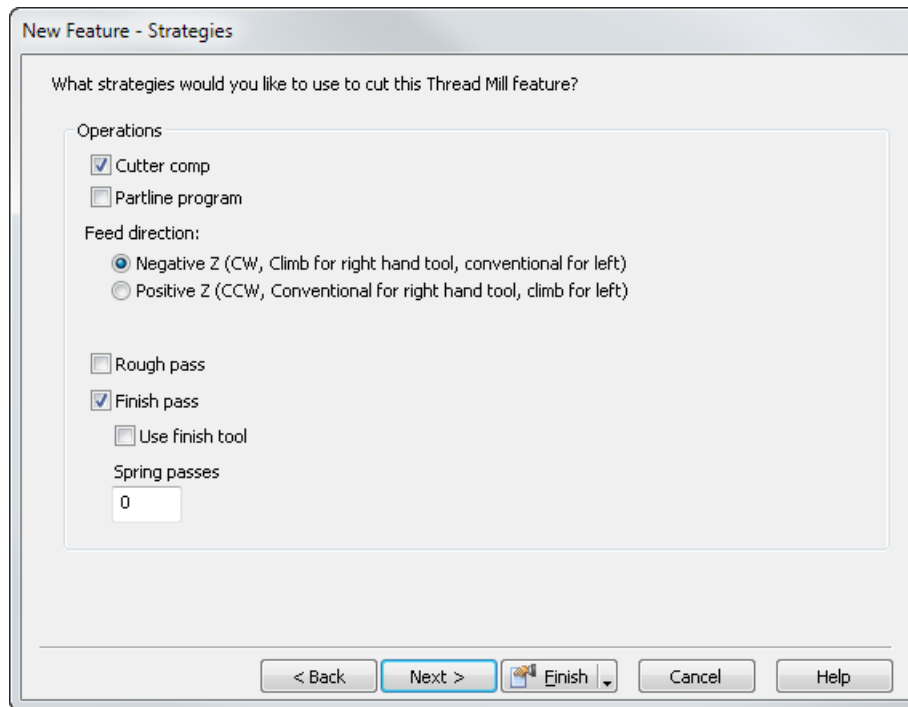 New Feature - Strategies
What strategies would you like to use to cut this Thread Mill feature?
Operations
Cutter comp
Partline program
Feed direction:
Negative Z (CW, Climb for right hand tool, conventional for left)
Positive Z (CCW, Conventional for right hand tool, climb for left)
Rough pass
Finish pass
Use finish tool
Spring passes
0
< Back Next > Finish Cancel Help